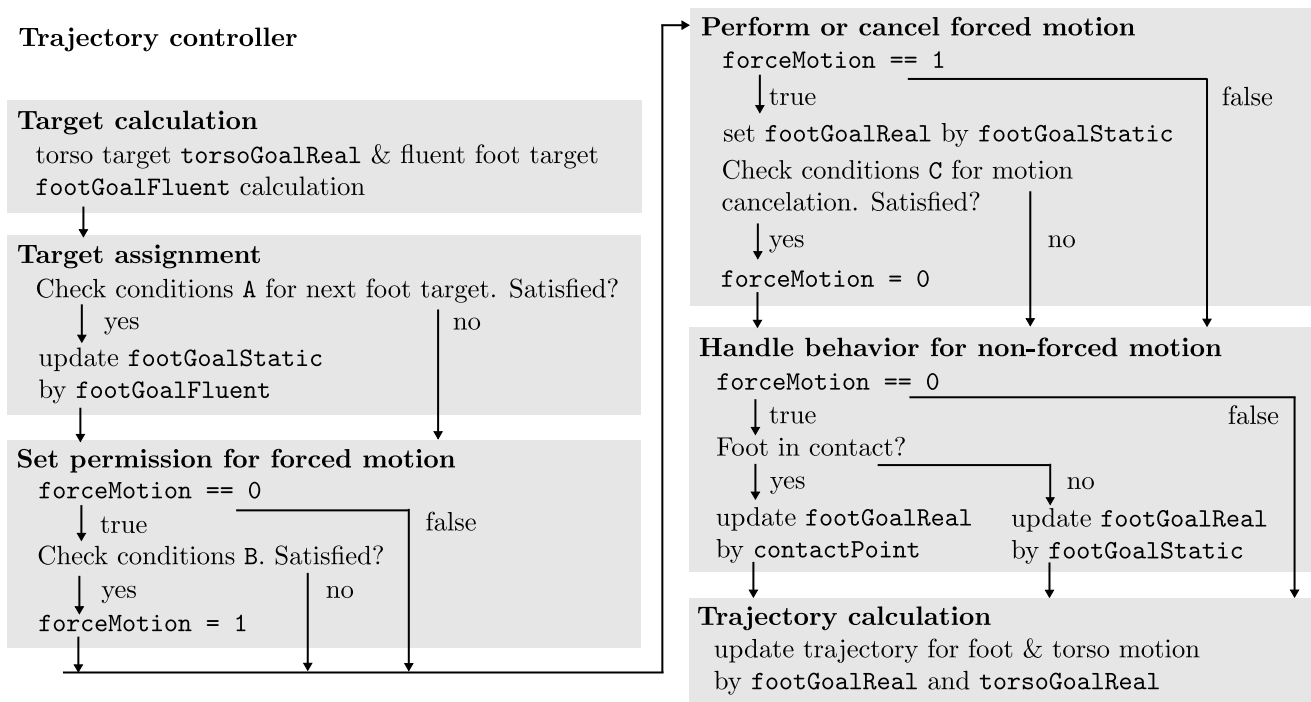 Trajectory controller
Target calculation
torso target torsoGoalReal & fluent foot target
footGoalFluent calculation
Target assignment
Check conditions A for next foot target. Satisfied?
yes
no
update footGoalStatic
by footGoalFluent
Set permission for forced motion
forceMotion == 0
true
false
Check conditions B. Satisfied?
yes
no
forceMotion = 1
Perform or cancel forced motion
forceMotion == 1
true
false
set footGoalReal by footGoalStatic
Check conditions C for motion
cancelation. Satisfied?
yes
no
forceMotion = 0
Handle behavior for non-forced motion
forceMotion == 0
true
false
Foot in contact?
yes
no
update footGoalReal
by contactPoint
update footGoalReal
by footGoalStatic
Trajectory calculation
update trajectory for foot & torso motion
by footGoalReal and torsoGoalReal